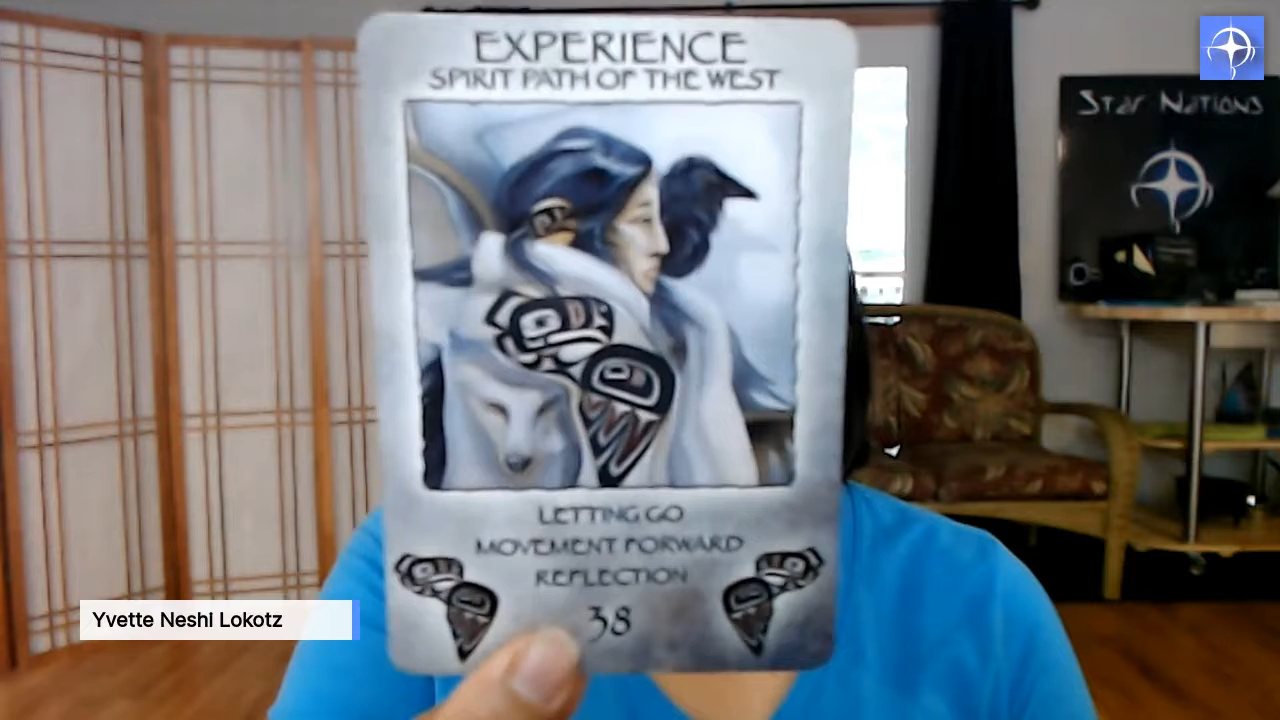 EXPERIENCE
SPIRIT PATH OF THE WEST
Star Nations
LETTING GO
MOVEMENT FORWARD
REFLECTION
38
Yvette Neshi Lokotz